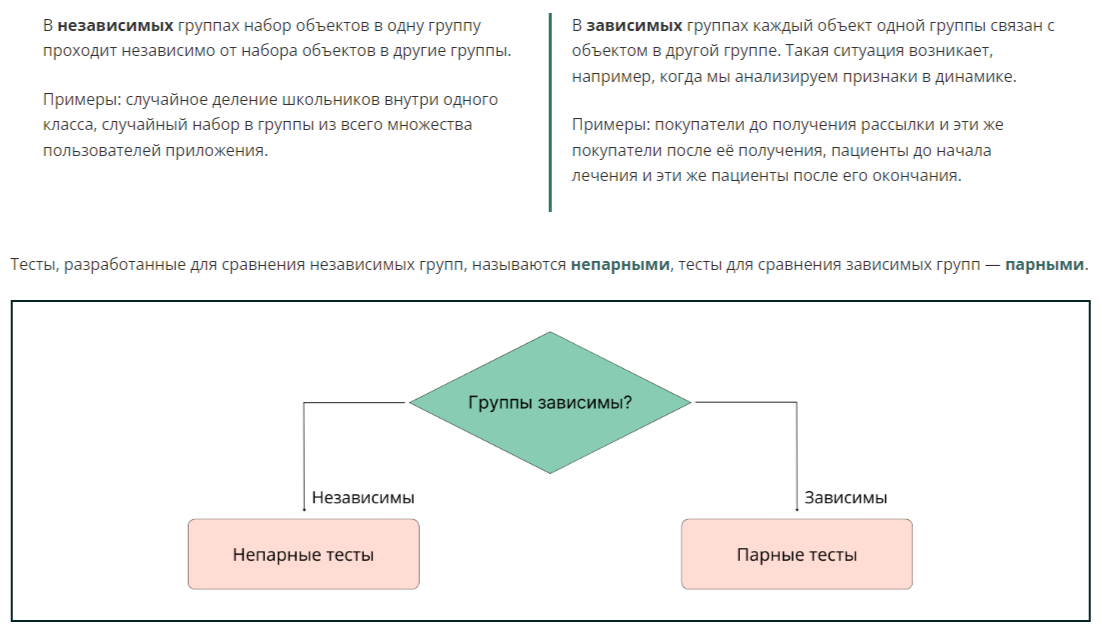 В независимых группах набор объектов в одну группу
проходит независимо от набора объектов в другие группы.
Примеры: случайное деление школьников внутри одного
класса, случайный набор в группы из всего множества
пользователей приложения.
В зависимых группах каждый объект одной группы связан с
объектом в другой группе. Такая ситуация возникает,
например, когда мы анализируем признаки в динамике.
Примеры: покупатели до получения рассылки и эти же
покупатели после её получения, пациенты до начала
лечения и эти же пациенты после его окончания.
Тесты, разработанные для сравнения независимых групп, называются непарными, тесты для сравнения зависимых групп — парными.
Группы зависимы?
Независимы
Зависимы
Непарные тесты
Парные тесты